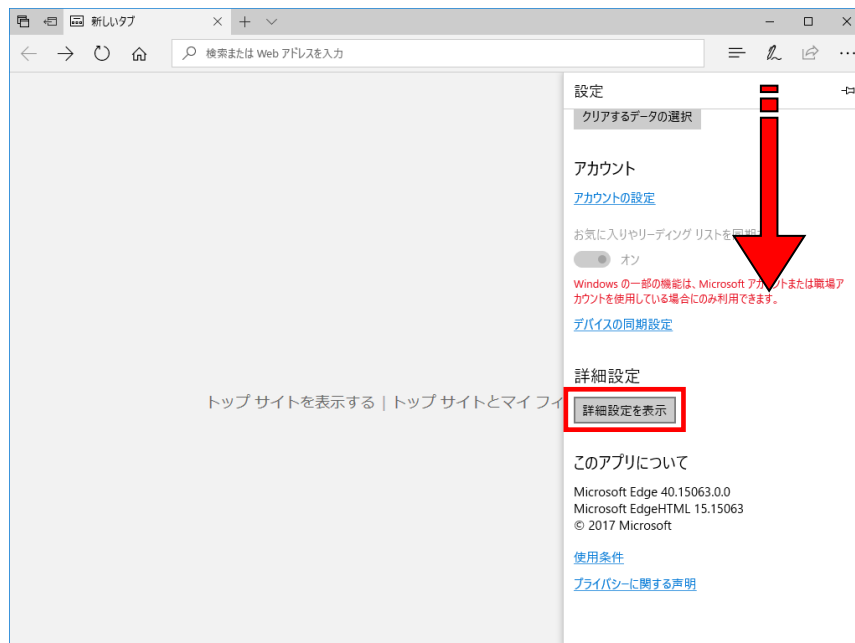 新しいタブ
検索または Web アドレスを入力
設定
クリアするデータの選択
アカウント
アカウントの設定
お気に入りやリーディング リストを同期
オン
Windows の一部の機能は、Microsoft アカウントまたは職場ア
カウントを使用している場合にのみ利用できます。
デバイスの同期設定
詳細設定
トップ サイトを表示する | トップ サイトとマイ フィ
詳細設定を表示
このアプリについて
Microsoft Edge 40.15063.0.0
Microsoft EdgeHTML 15.15063
© 2017 Microsoft
使用条件
プライバシーに関する声明